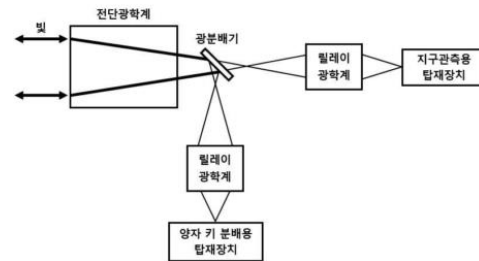 전단광학계
빛
광분배기
릴레이
광학계
지구관측용
탑재장치
릴레이
광학계
양자 키 분배용
탑재장치